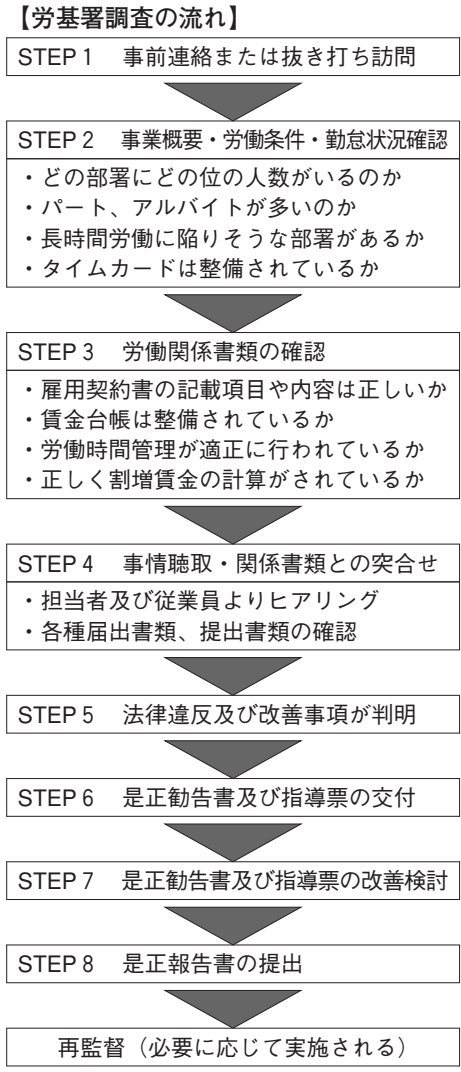 【労基署調査の流れ】
STEP 1　事前連絡または抜き打ち訪問
STEP 2　事業概要・労働条件・勤怠状況確認
・どの部署にどの位の人数がいるのか
・パート、アルバイトが多いのか
・長時間労働に陥りそうな部署があるか
・タイムカードは整備されているか
STEP 3　労働関係書類の確認
・雇用契約書の記載項目や内容は正しいか
・賃金台帳は整備されているか
・労働時間管理が適正に行われているか
・正しく割増賃金の計算がされているか
STEP 4　事情聴取・関係書類との突合せ
・担当者及び従業員よりヒアリング
・各種届出書類、提出書類の確認
STEP 5　法律違反及び改善事項が判明
STEP 6　是正勧告書及び指導票の交付
STEP 7　是正勧告書及び指導票の改善検討
STEP 8　是正報告書の提出
再監督（必要に応じて実施される）